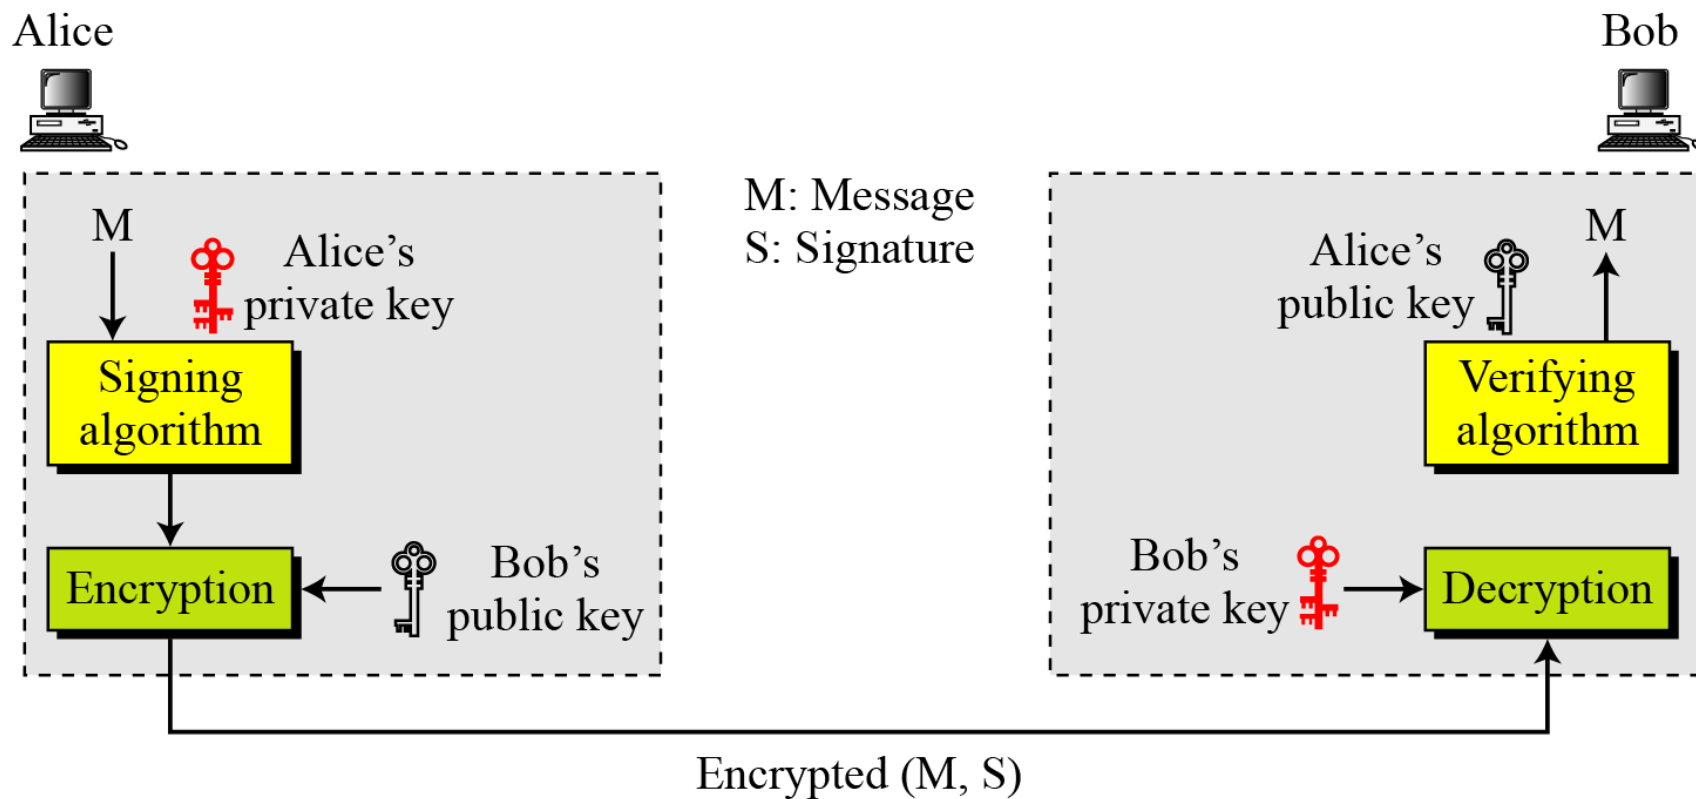 Alice
Bob
M: Message
S: Signature
M
Alice’s
private key
Signing
algorithm
Encryption
Bob’s
public key
Alice’s
public key
M
Verifying
algorithm
Bob’s
private key
Decryption
Encrypted (M, S)